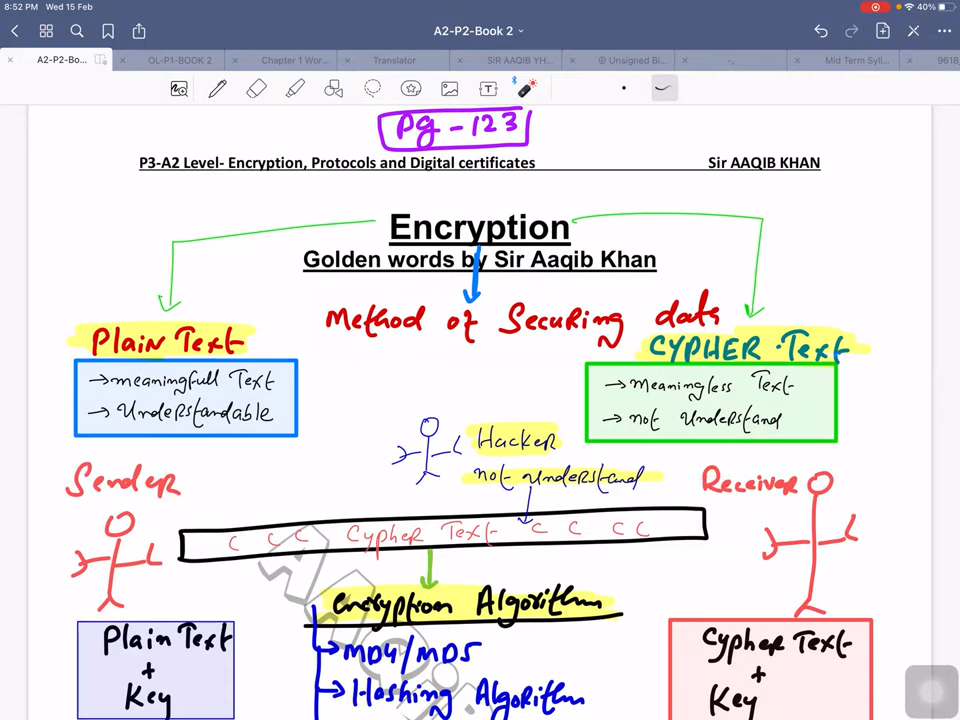 8:52 PM Wed 15 Feb
40%
A2-P2-Book 2
A2-P2-Bo...
OL-P1-BOOK 2
Chapter 1 Wor...
Translator
SIR AAQIB YH...
① Unsigned Bi...
Mid Term Syll...
9618
Pg - 123
P3-A2 Level- Encryption, Protocols and Digital certificates Sir AAQIB KHAN
Encryption
Golden words by Sir Aaqib Khan
Method of Securing data
Plain Text
CYPHER Text
→meaningfull Text
→Understandable
→Meaningless Text
→not Understand
Hacker
not Understand
Sender
Receiver
C C C Cypher Text C C C C
encryption Algorithm
Plain Text
+
Key
→MD4/MD5
→Hashing Algorithm
Cypher Text
+
Key